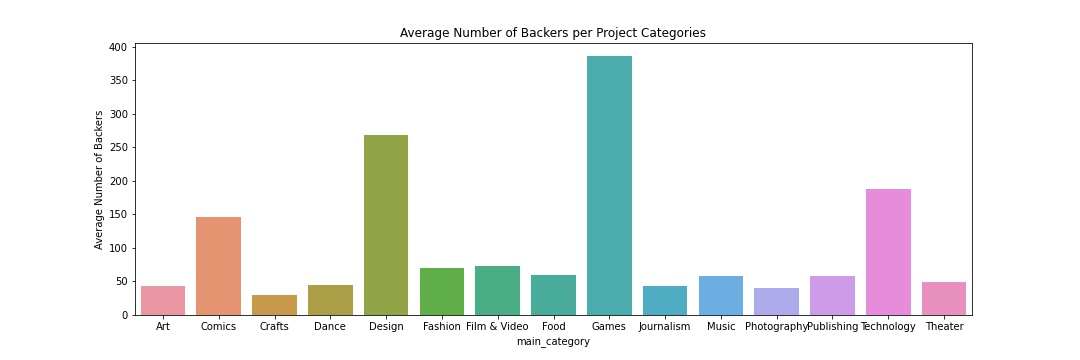 Average Number of Backers per Project Categories
Average Number of Backers
400
350
300
250
200
150
100
50
0
Art Comics Crafts Dance Design Fashion Film & Video Food Games Journalism Music Photography Publishing Technology Theater
main_category